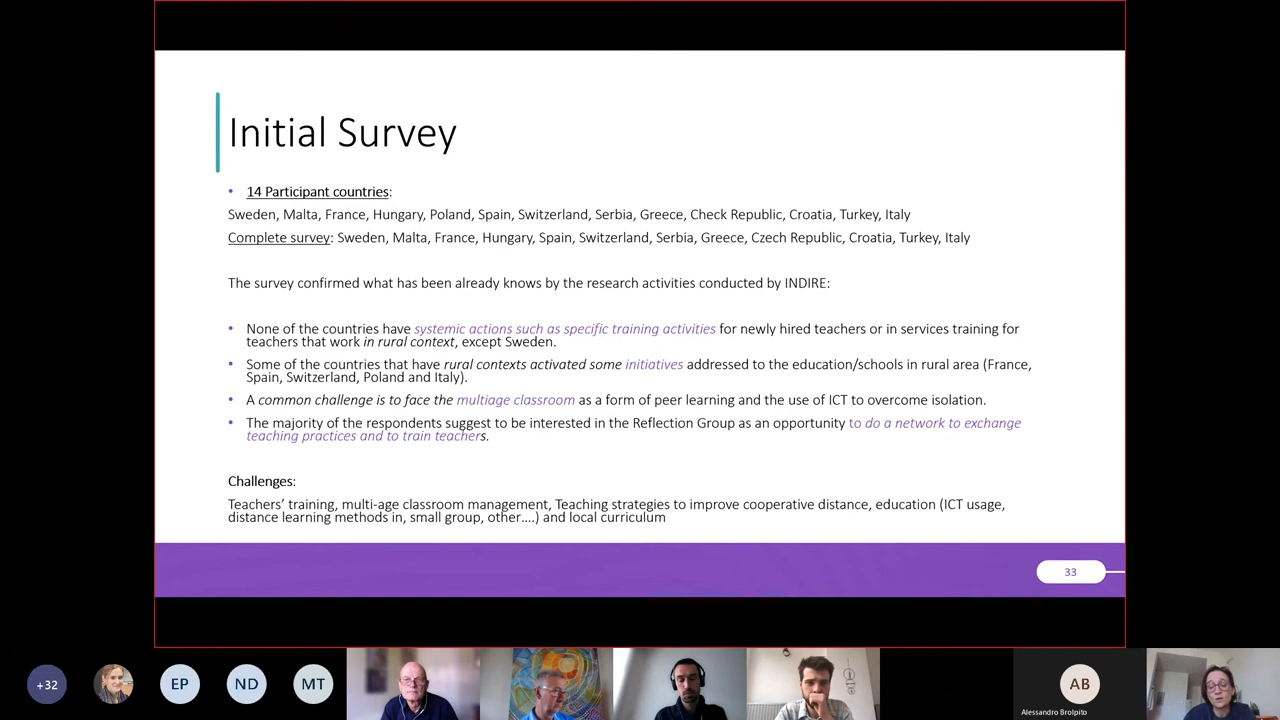 Initial Survey
• 14 Participant countries:
Sweden, Malta, France, Hungary, Poland, Spain, Switzerland, Serbia, Greece, Check Republic, Croatia, Turkey, Italy
Complete survey: Sweden, Malta, France, Hungary, Spain, Switzerland, Serbia, Greece, Czech Republic, Croatia, Turkey, Italy
The survey confirmed what has been already knows by the research activities conducted by INDIRE:
• None of the countries have systemic actions such as specific training activities for newly hired teachers or in services training for
teachers that work in rural context, except Sweden.
• Some of the countries that have rural contexts activated some initiatives addressed to the education/schools in rural area (France,
Spain, Switzerland, Poland and Italy).
• A common challenge is to face the multiage classroom as a form of peer learning and the use of ICT to overcome isolation.
• The majority of the respondents suggest to be interested in the Reflection Group as an opportunity to do a network to exchange
teaching practices and to train teachers.
Challenges:
Teachers’ training, multi-age classroom management, Teaching strategies to improve cooperative distance, education (ICT usage,
distance learning methods in, small group, other....) and local curriculum
33
+32
EP
ND
MT
AB
Alessandro Brolpito